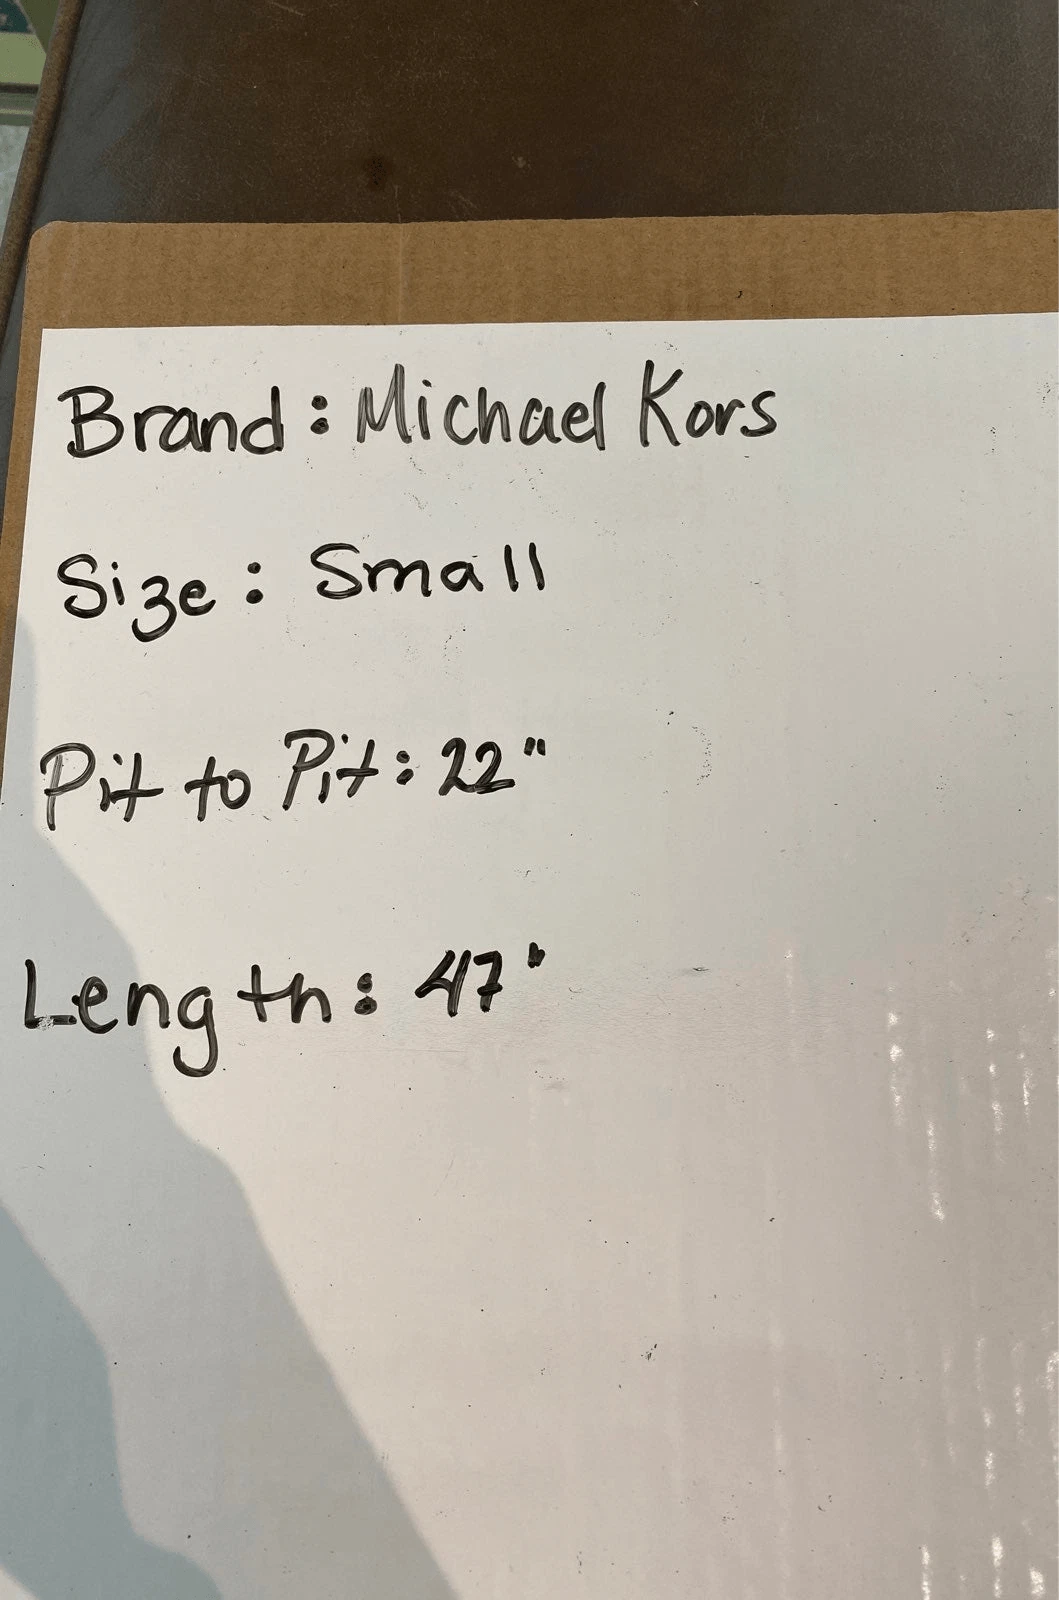 Brand: Michael Kors
Size: Small
Pit to Pit: 22"
Length: 47"